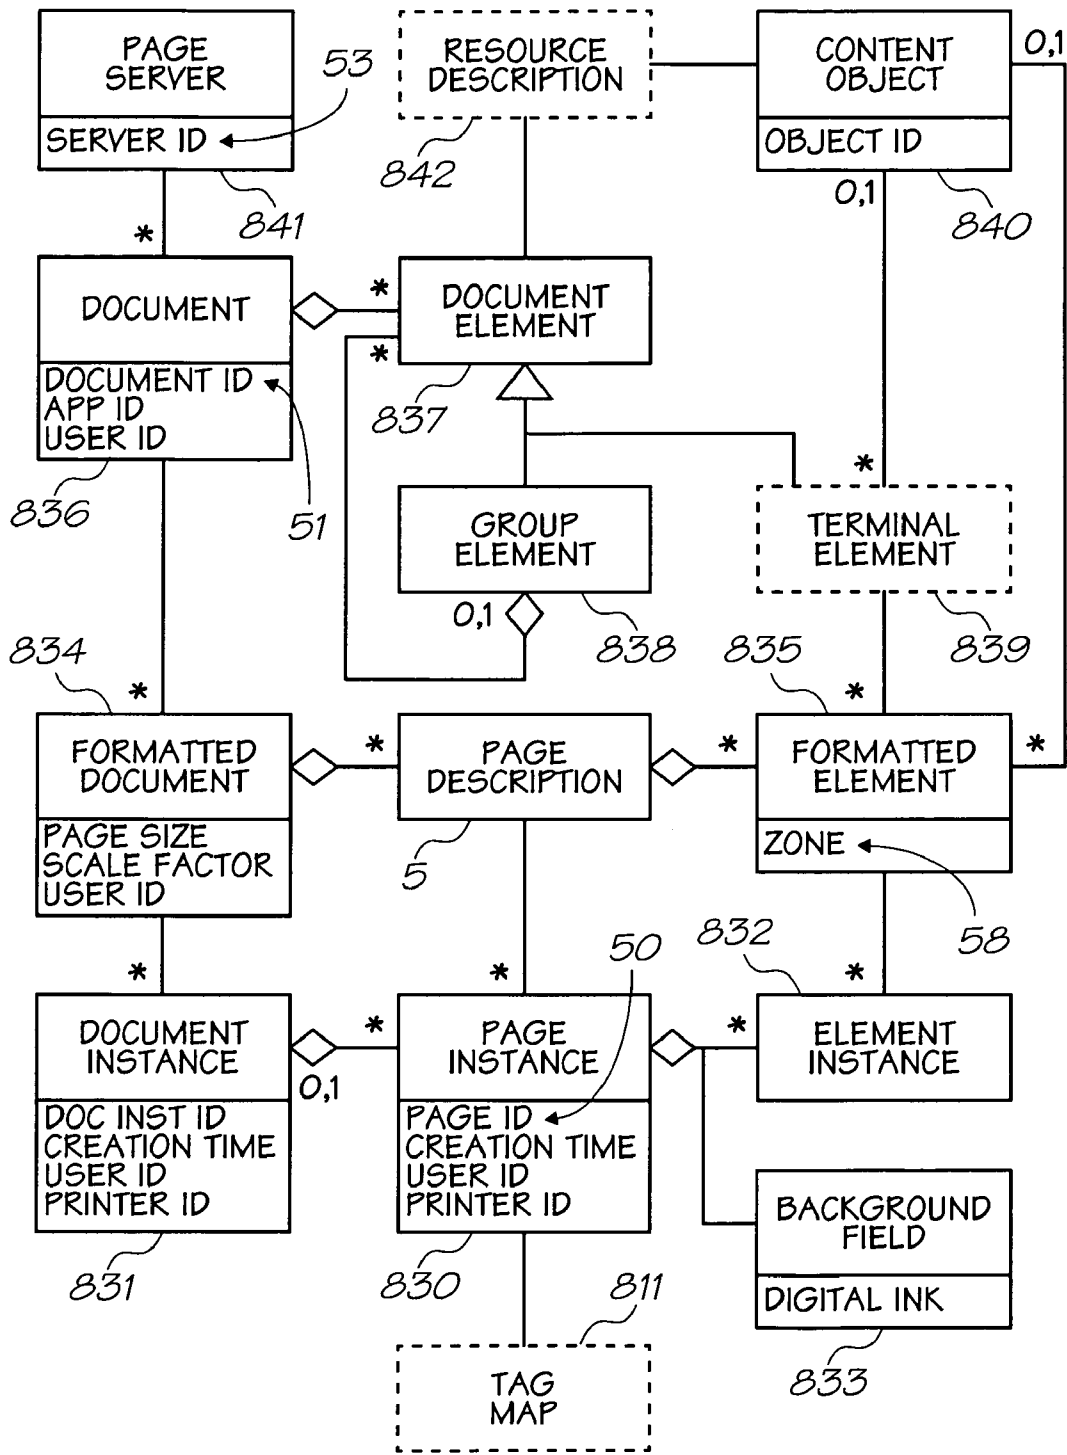 PAGE
SERVER
SERVER ID
53
841
RESOURCE
DESCRIPTION
842
CONTENT
OBJECT
OBJECT ID
0,1
0,1
840
*
DOCUMENT
DOCUMENT ID
APP ID
USER ID
836
51
*
*
DOCUMENT
ELEMENT
837
GROUP
ELEMENT
0,1
838
*
TERMINAL
ELEMENT
839
834
*
FORMATTED
DOCUMENT
PAGE SIZE
SCALE FACTOR
USER ID
*
PAGE
DESCRIPTION
5
835
*
*
*
FORMATTED
ELEMENT
ZONE
58
*
DOCUMENT
INSTANCE
0,1
DOC INST ID
CREATION TIME
USER ID
PRINTER ID
831
*
*
50
PAGE
INSTANCE
PAGE ID
CREATION TIME
USER ID
PRINTER ID
830
832
*
*
ELEMENT
INSTANCE
BACKGROUND
FIELD
DIGITAL INK
833
811
TAG
MAP